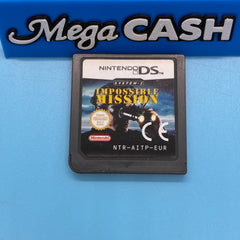 Mega CASH
NINTENDO DS
SYSTEM 3
IMPOSSIBLE
MISSION
Nintendo
CE
NTR-AITP-EUR